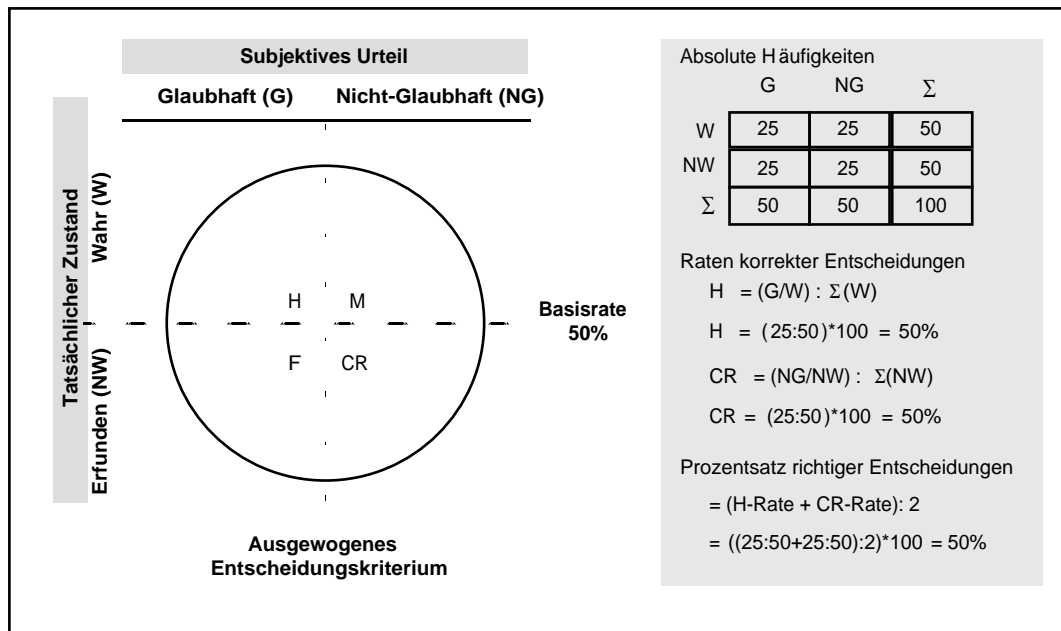 Subjektives Urteil
Glaubhaft (G) Nicht-Glaubhaft (NG)
Tatsächlicher Zustand
Wahr (W)
Erfunden (NW)
H M
F CR
Basisrate
50%
Ausgewogenes
Entscheidungskriterium
Absolute Häufigkeiten
G NG Σ
W 25 25 50
NW 25 25 50
Σ 50 50 100
Raten korrekter Entscheidungen
H = (G/W) : Σ(W)
H = (25:50)*100 = 50%
CR = (NG/NW) : Σ(NW)
CR = (25:50)*100 = 50%
Prozentsatz richtiger Entscheidungen
= (H-Rate + CR-Rate): 2
= ((25:50+25:50):2)*100 = 50%